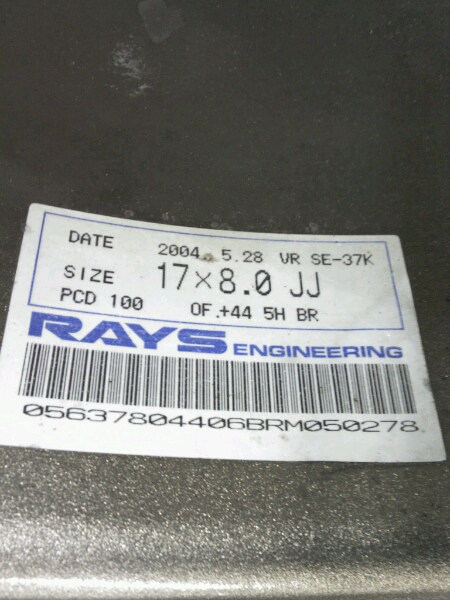 DATE 2004. 5.28 VR SE-37K
SIZE 17×8.0 JJ
PCD 100 OF.+44 5H BR
RAYS ENGINEERING
05637804406BRM050278